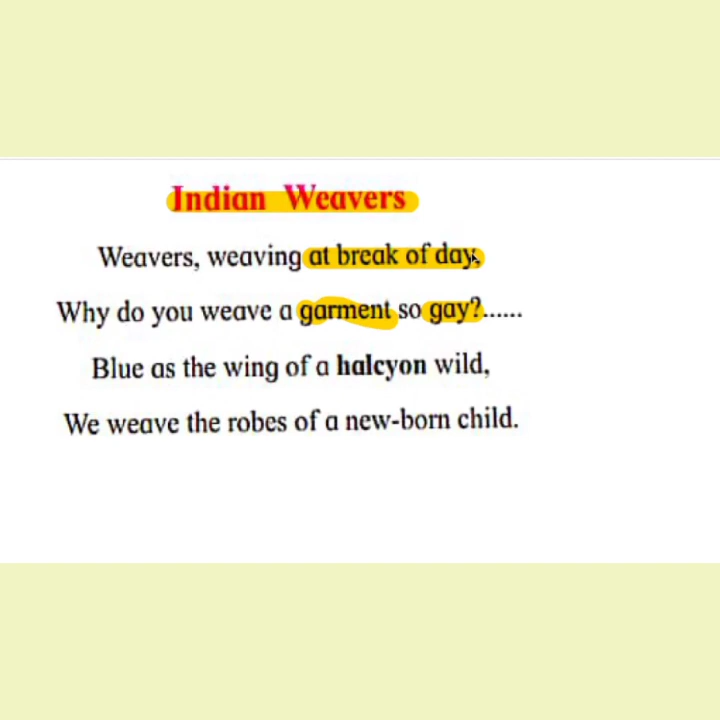 Indian Weavers
Weavers, weaving at break of day,
Why do you weave a garment so gay?......
Blue as the wing of a halcyon wild,
We weave the robes of a new-born child.